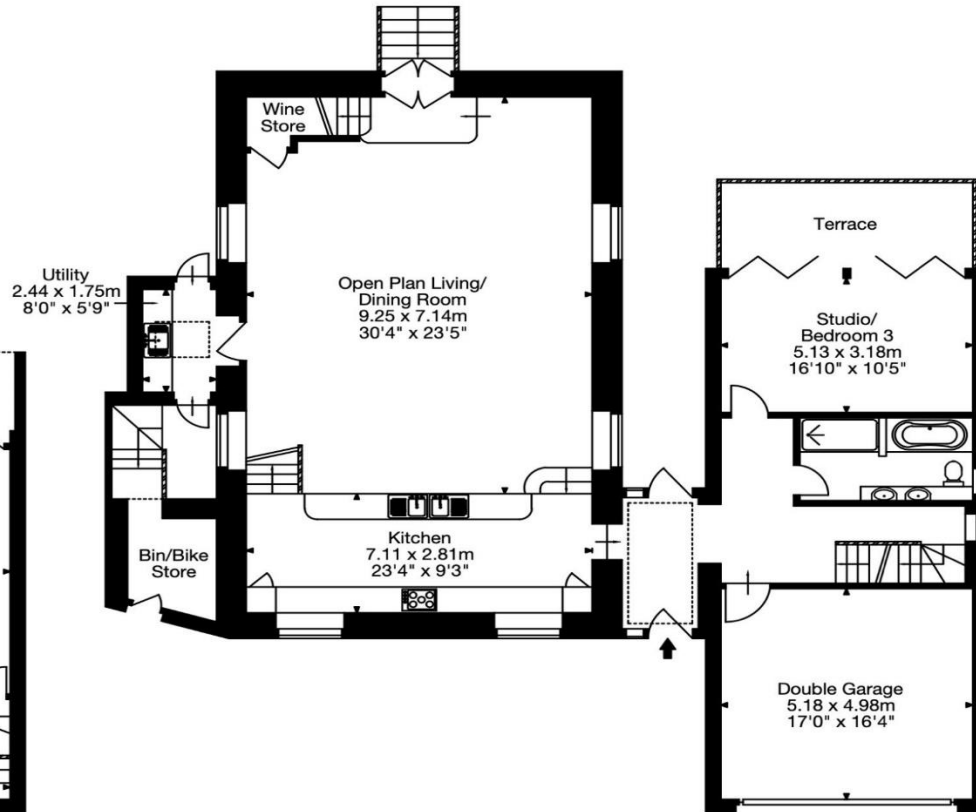 Wine
Store
Terrace
Utility
2.44 x 1.75m
8'0" x 5'9"
Open Plan Living/
Dining Room
9.25 x 7.14m
30'4" x 23'5"
Studio/
Bedroom 3
5.13 x 3.18m
16'10" x 10'5"
Kitchen
7.11 x 2.81m
23'4" x 9'3"
Bin/Bike
Store
Double Garage
5.18 x 4.98m
17'0" x 16'4"